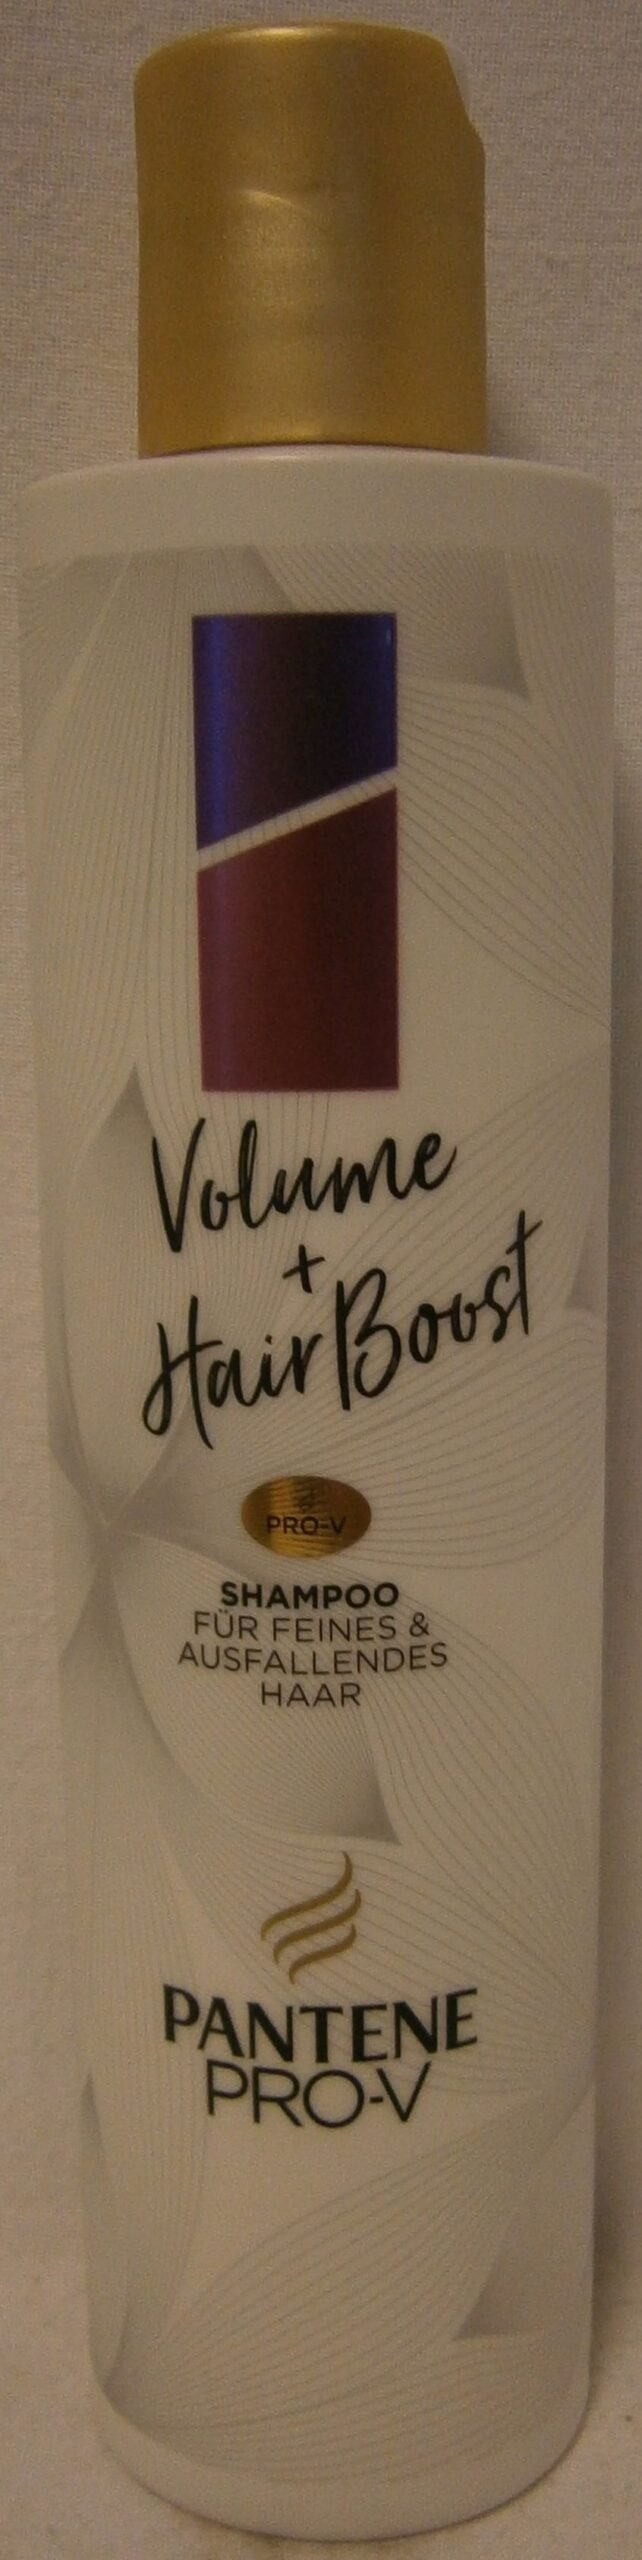 Volume
+
Hair Boost
PRO-V
SHAMPOO
FÜR FEINES &
AUSFALLENDES
HAAR
PANTENE
PRO-V